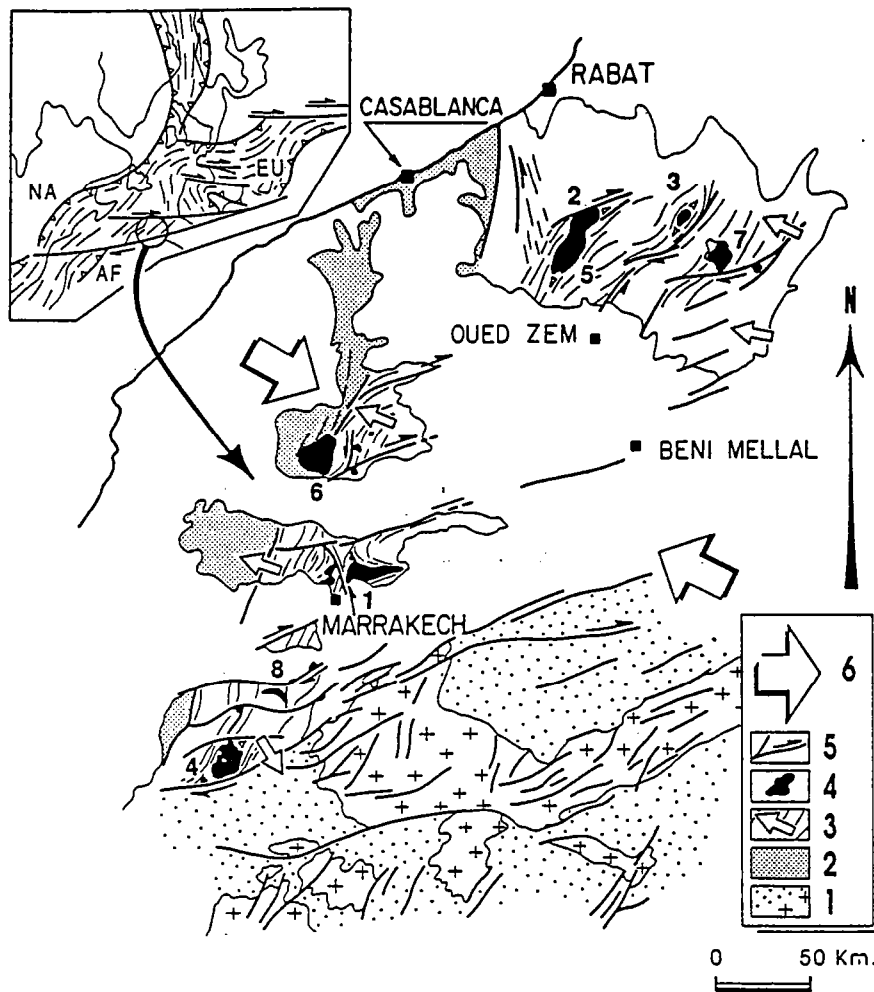 RABAT
CASABLANCA
NA
EU
AF
2
3
7
5
N
OUED ZEM
BENI MELLAL
6
1
MARRAKECH
8
4
6
5
4
3
2
1
0 50 Km.